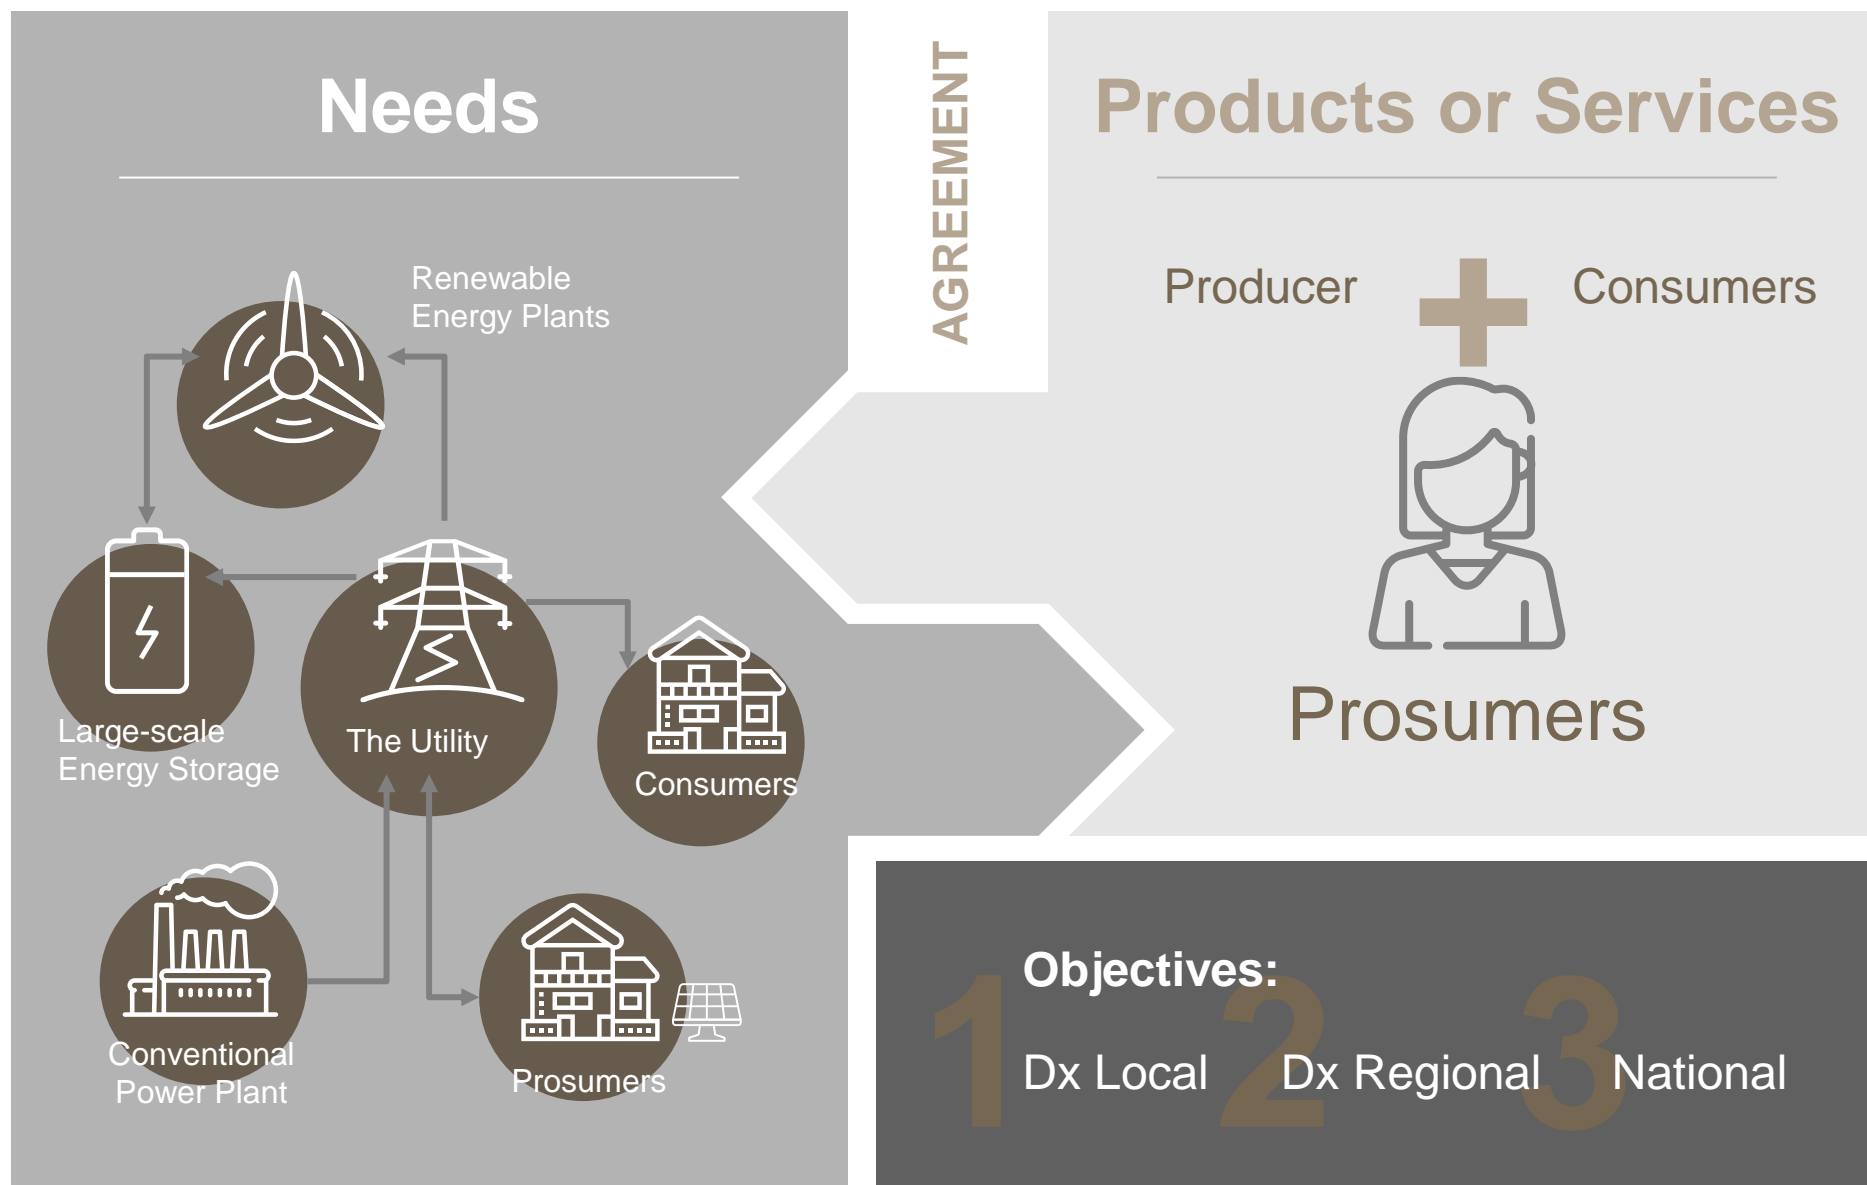 Needs
Renewable
Energy Plants
Large-scale
Energy Storage
The Utility
Consumers
Conventional
Power Plant
Prosumers
AGREEMENT
Products or Services
Producer
Consumers
Prosumers
Objectives:
1 Dx Local 2 Dx Regional 3 National